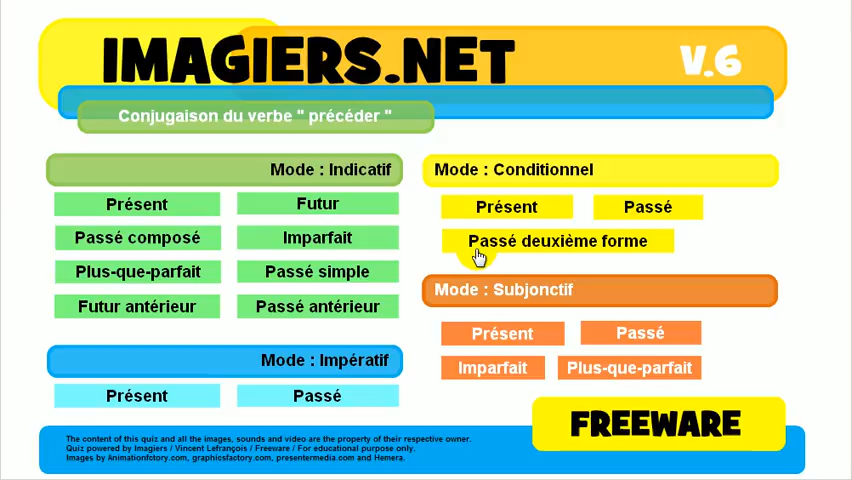 IMAGIERS.NET
V.6
Conjugaison du verbe " précéder "
Mode : Indicatif
Présent
Futur
Passé composé
Imparfait
Plus-que-parfait
Passé simple
Futur antérieur
Passé antérieur
Mode : Impératif
Présent
Passé
Mode : Conditionnel
Présent
Passé
Passé deuxième forme
Mode : Subjonctif
Présent
Passé
Imparfait
Plus-que-parfait
FREEWARE
The content of this quiz and all the images, sounds and video are the property of their respective owner.
Quiz powered by Imagiers / Vincent Lefrançois / Freeware / For educational purpose only.
Images by Animationfctory.com, graphicsfactory.com, presentermedia.com and Hemera.